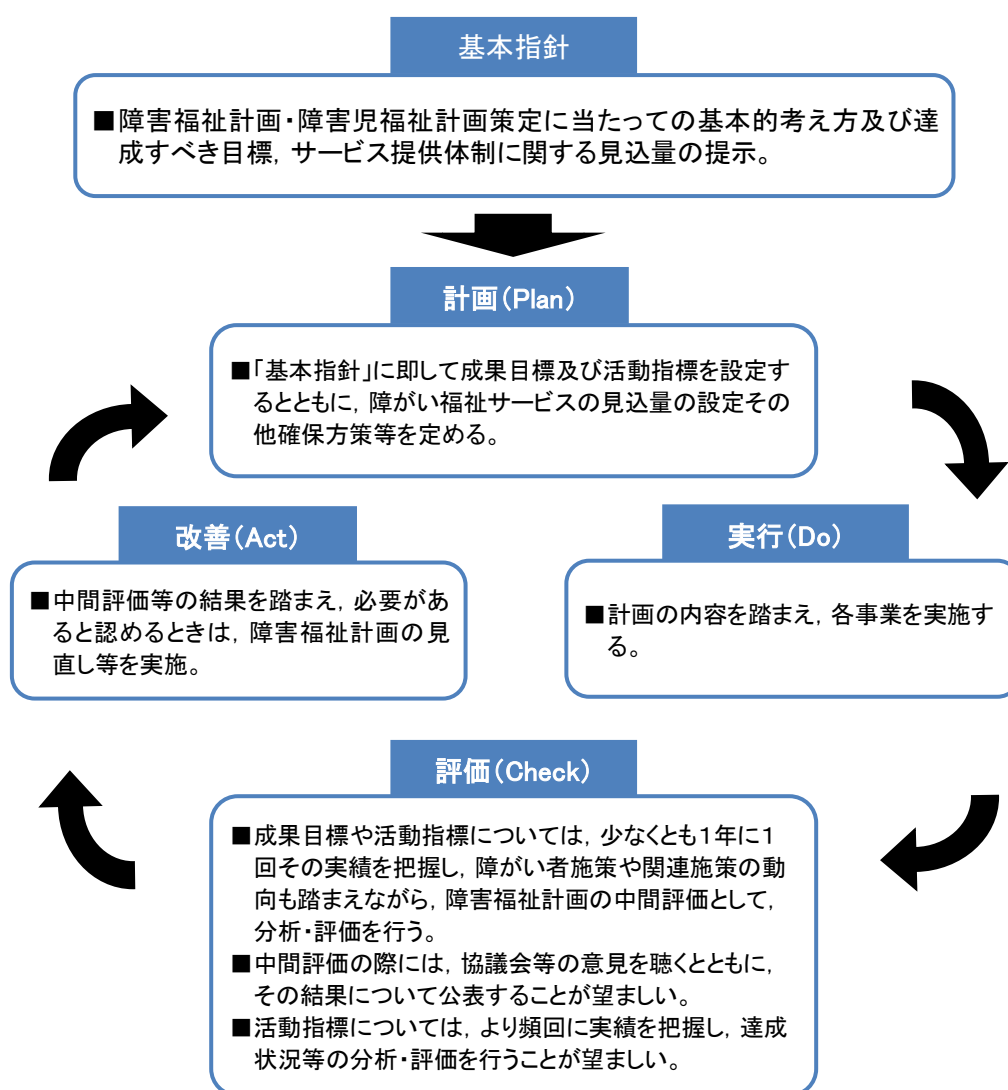 基本指針
■障害福祉計画・障害児福祉計画策定に当たっての基本的考え方及び達
成すべき目標，サービス提供体制に関する見込量の提示。
計画（Plan）
■「基本指針」に即して成果目標及び活動指標を設定す
るとともに，障がい福祉サービスの見込量の設定その
他確保方策等を定める。
改善（Act）
■中間評価等の結果を踏まえ，必要があ
ると認めるときは，障害福祉計画の見
直し等を実施。
実行（Do）
■計画の内容を踏まえ，各事業を実施す
る。
評価（Check）
■成果目標や活動指標については，少なくとも１年に１
回その実績を把握し，障がい者施策や関連施策の動
向も踏まえながら，障害福祉計画の中間評価として，
分析・評価を行う。
■中間評価の際には，協議会等の意見を聴くとともに，
その結果について公表することが望ましい。
■活動指標については，より頻回に実績を把握し，達成
状況等の分析・評価を行うことが望ましい。